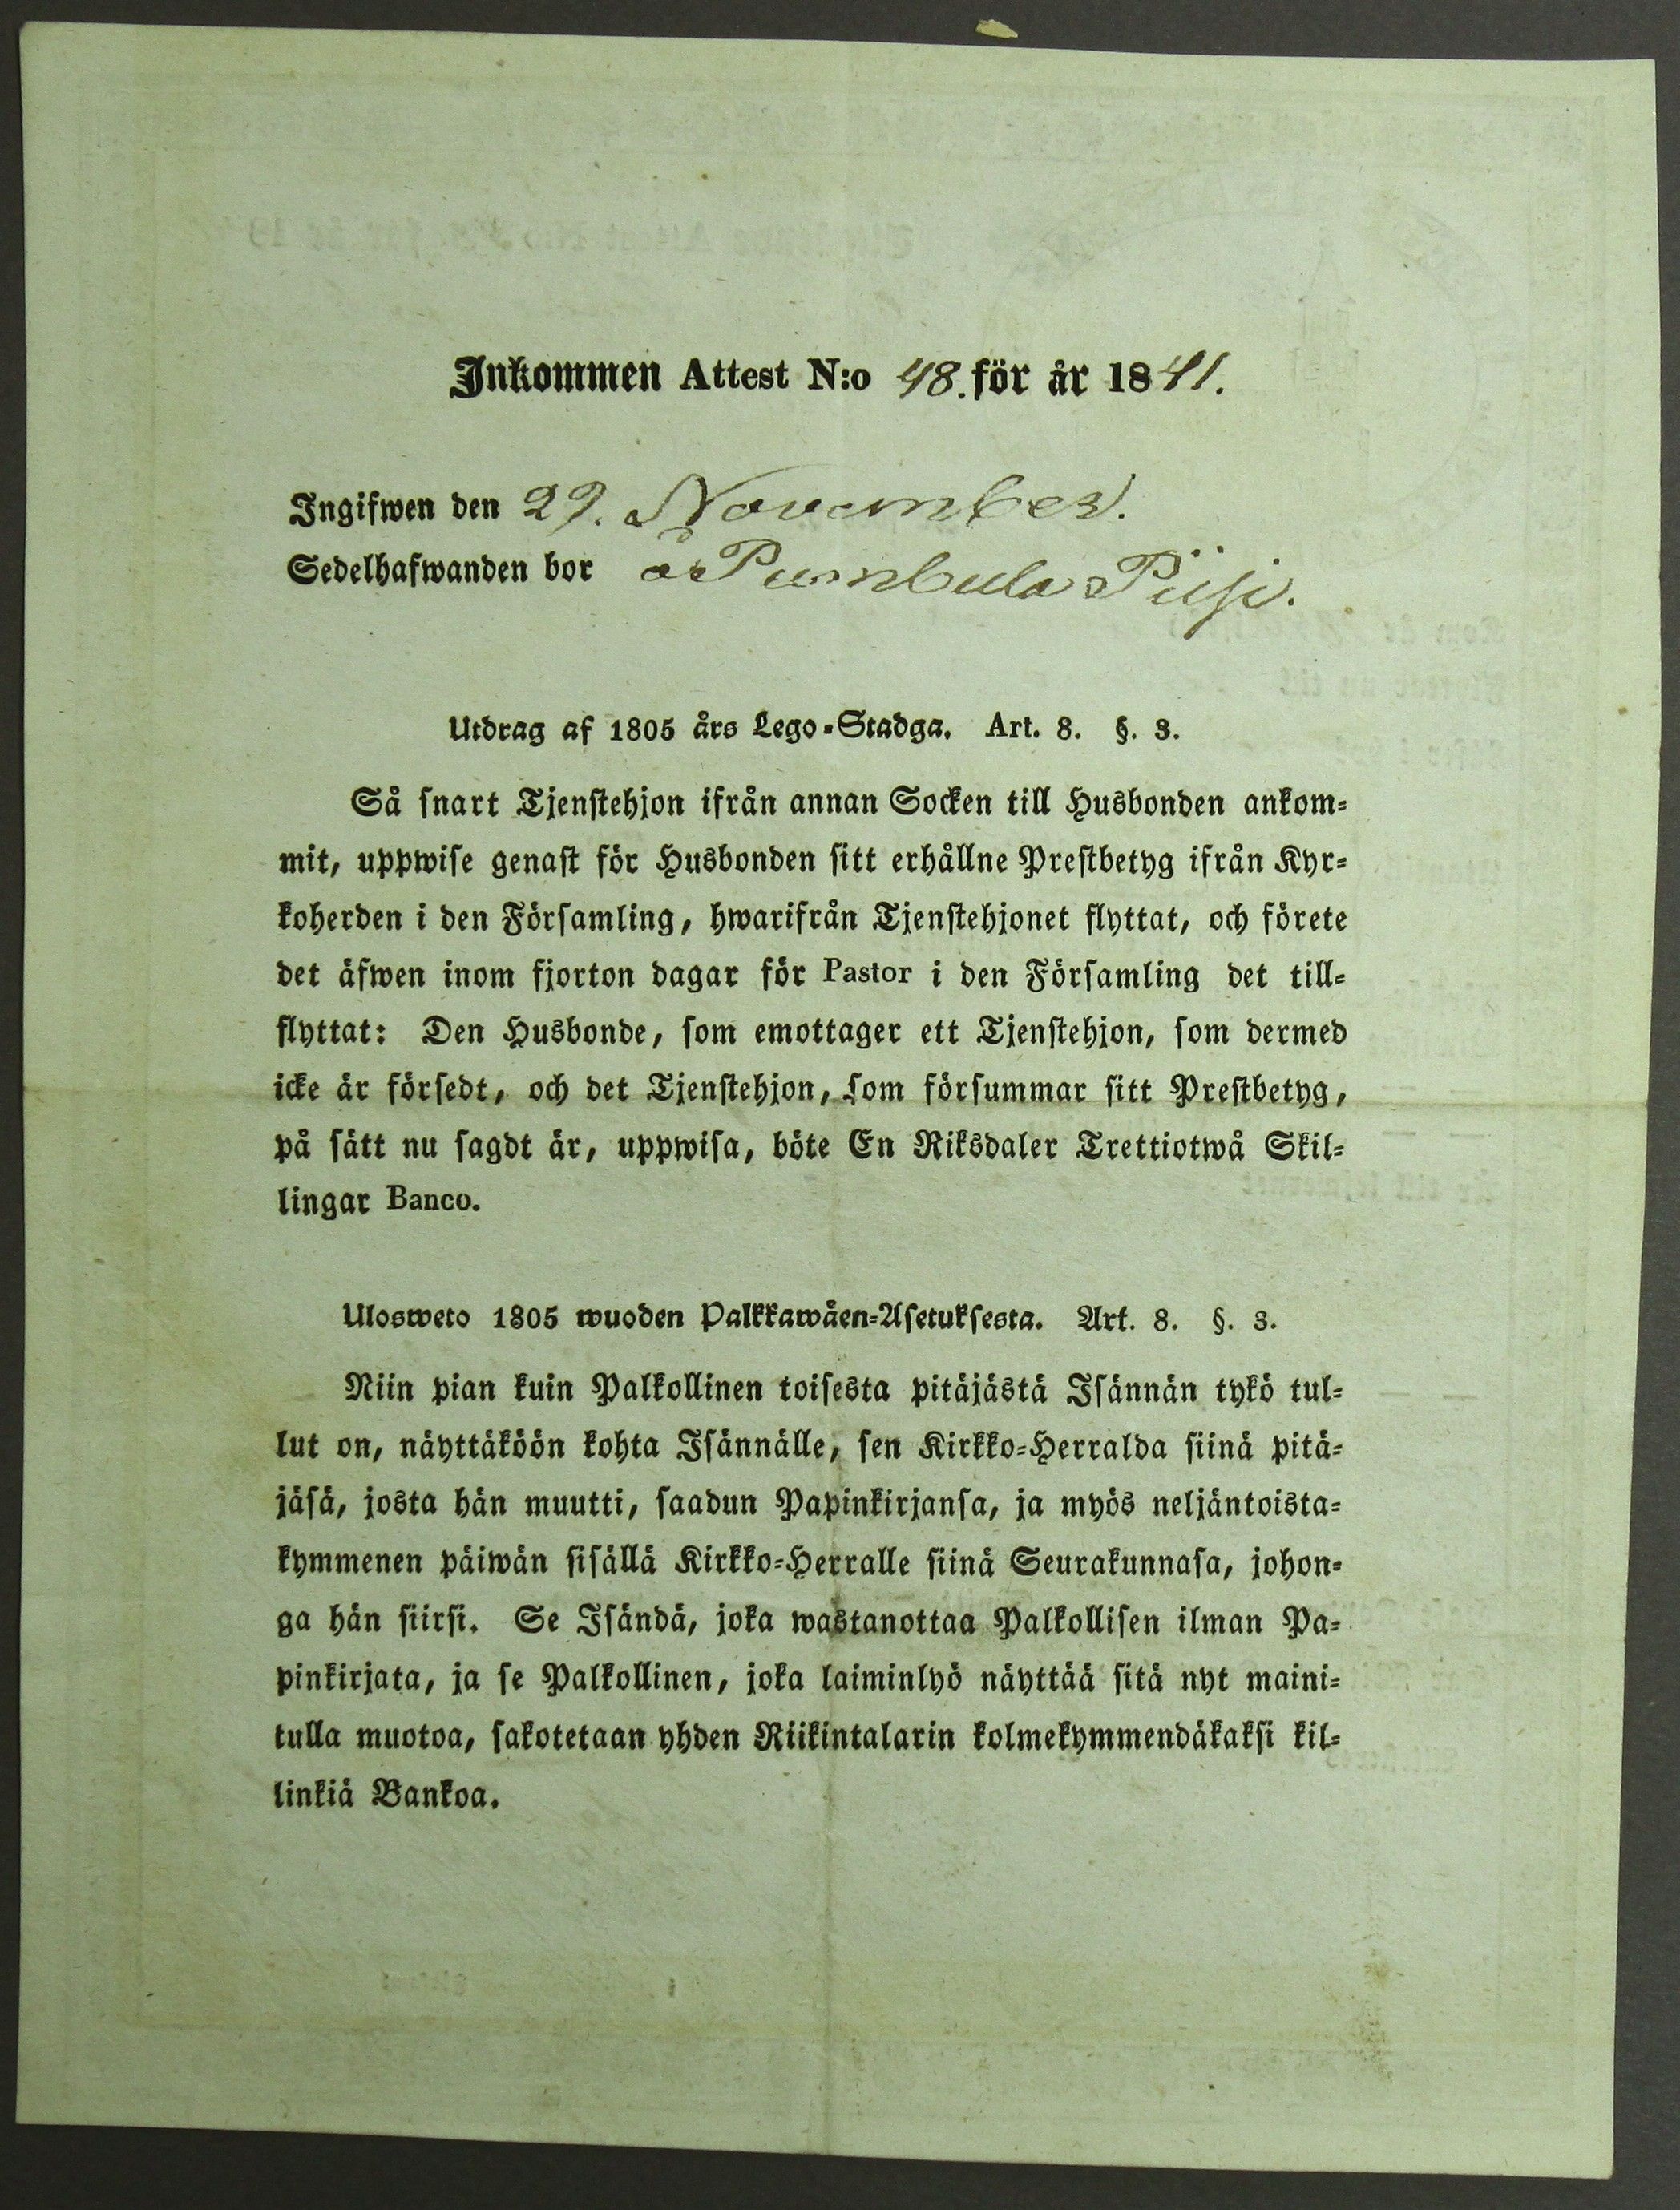 Inkommen Attest N:o 48. för år 1841.
Ingifwen den 29. November.
Sedelhafwanden bor å Pumbula
Utdrag af 1805 års Lego-Stadga. Art. 8. §. 3.
Så snart Tjenstehjon ifrån annan Socken till Husbonden ankom-
mit, uppwise genast för Husbonden sitt erhållne Prestbetyg ifrån Kyr-
koherden i den Församling, hwarifrån Tjenstehjonet flyttat, och förete
det äfwen inom fjorton dagar för Pastor i den Församling det till-
flyttat: Den Husbonde, som emottager ett Tjenstehjon, som dermed
icke är försedt, och det Tjenstehjon, som försummar sitt Prestbetyg,
på sätt nu sagdt är, uppwisa, böte En Riksdaler Trettiotwå Skil-
lingar Banco.
Ulosweto 1805 wuoden Palkkawäen-Asetuksesta. Art. 8. §. 3.
Niin pian kuin Palkollinen toisesta pitäjästä Isännän tykö tul-
lut on, näyttäköön kohta Isännälle, sen Kirkko-Herralda siinä pitä-
jäsä, josta hän muutti, saadun Papinkirjansa, ja myös neljäntoista-
kymmenen päiwän sisällä Kirkko-Herralle siinä Seurakunnasa, johon-
ga hän siirsi. Se Isändä, joka wastanottaa Palkollisen ilman Pa-
pinkirjata, ja se Palkollinen, joka laiminlyö näyttää sitä nyt maini-
tulla muotoa, sakotetaan yhden Riikintalarin kolmekymmendäkaksi kil-
linkiä Bankoa.